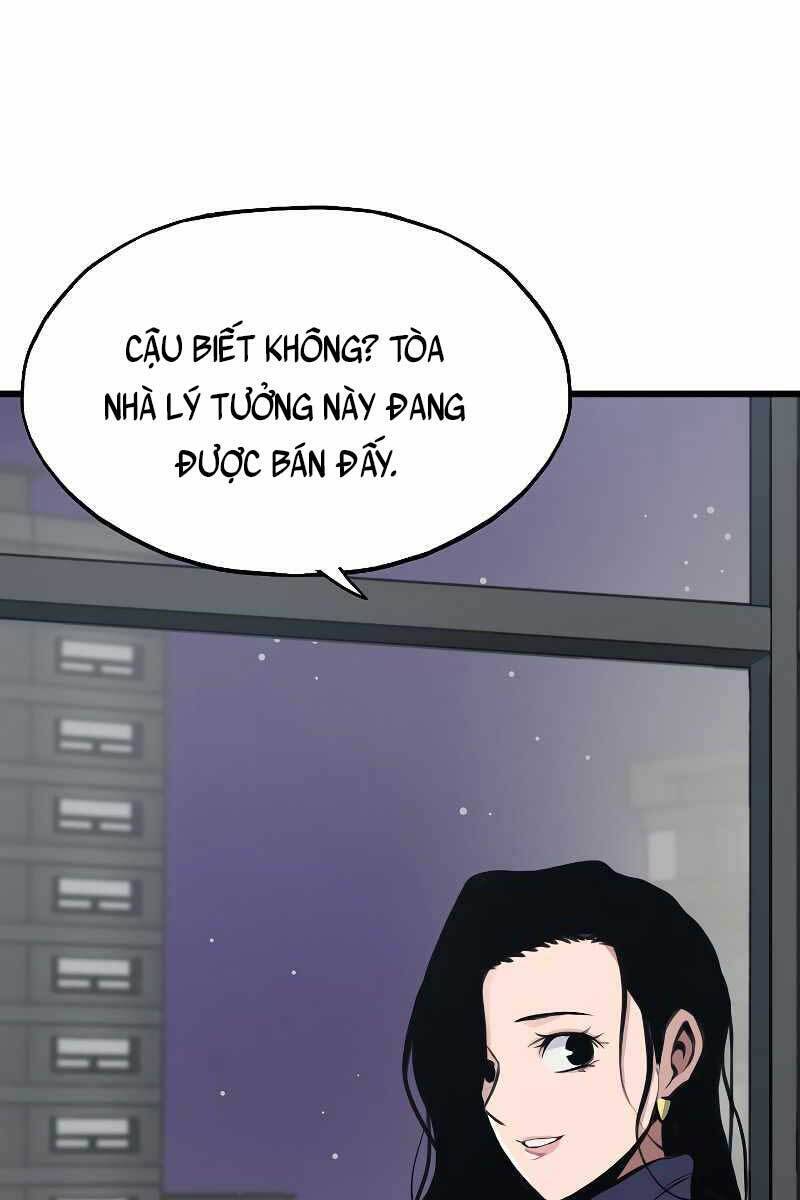 CẬU BIẾT KHÔNG? TÒA
NHÀ LÝ TƯỞNG NÀY ĐANG
ĐƯỢC BÁN ĐẤY.